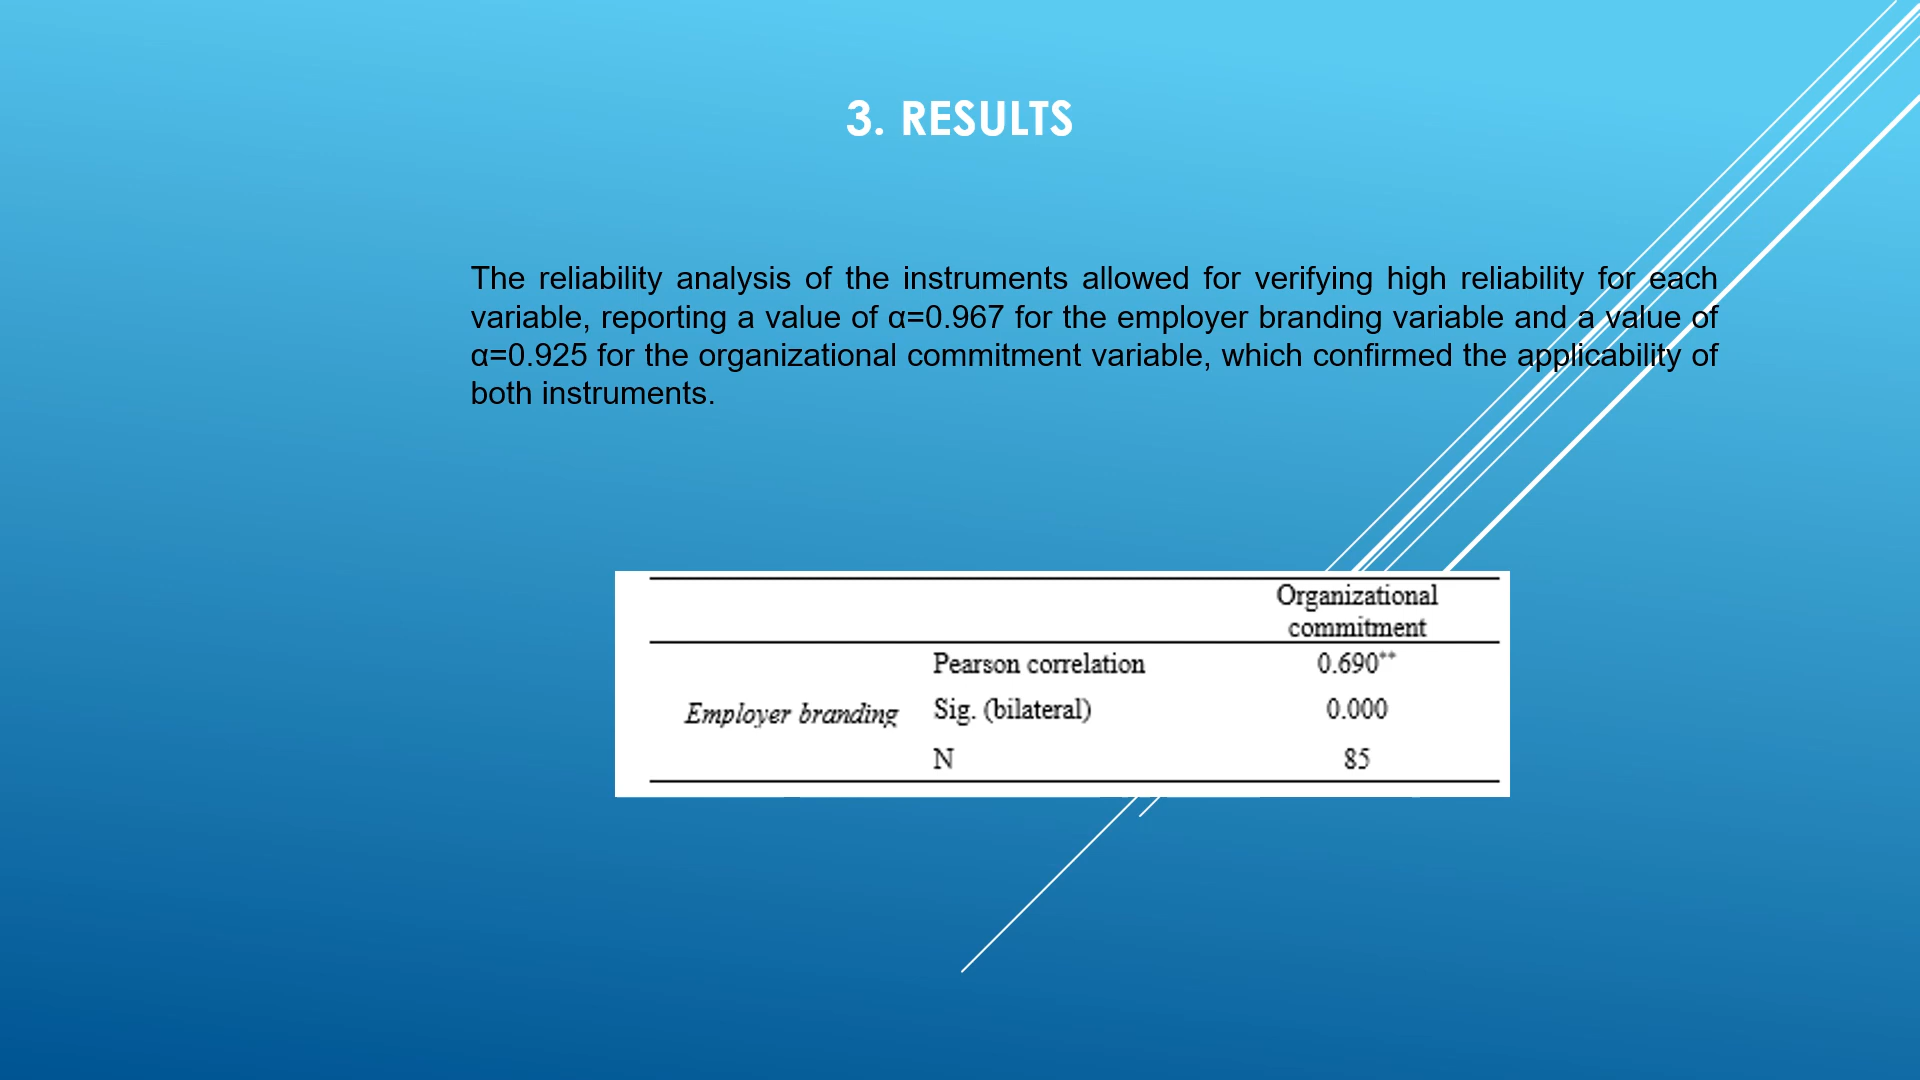 3. RESULTS
The reliability analysis of the instruments allowed for verifying high reliability for each
variable, reporting a value of α=0.967 for the employer branding variable and a value of
α=0.925 for the organizational commitment variable, which confirmed the applicability of
both instruments.
Organizational
commitment
Pearson correlation 0.690**
Employer branding Sig. (bilateral) 0.000
N 85